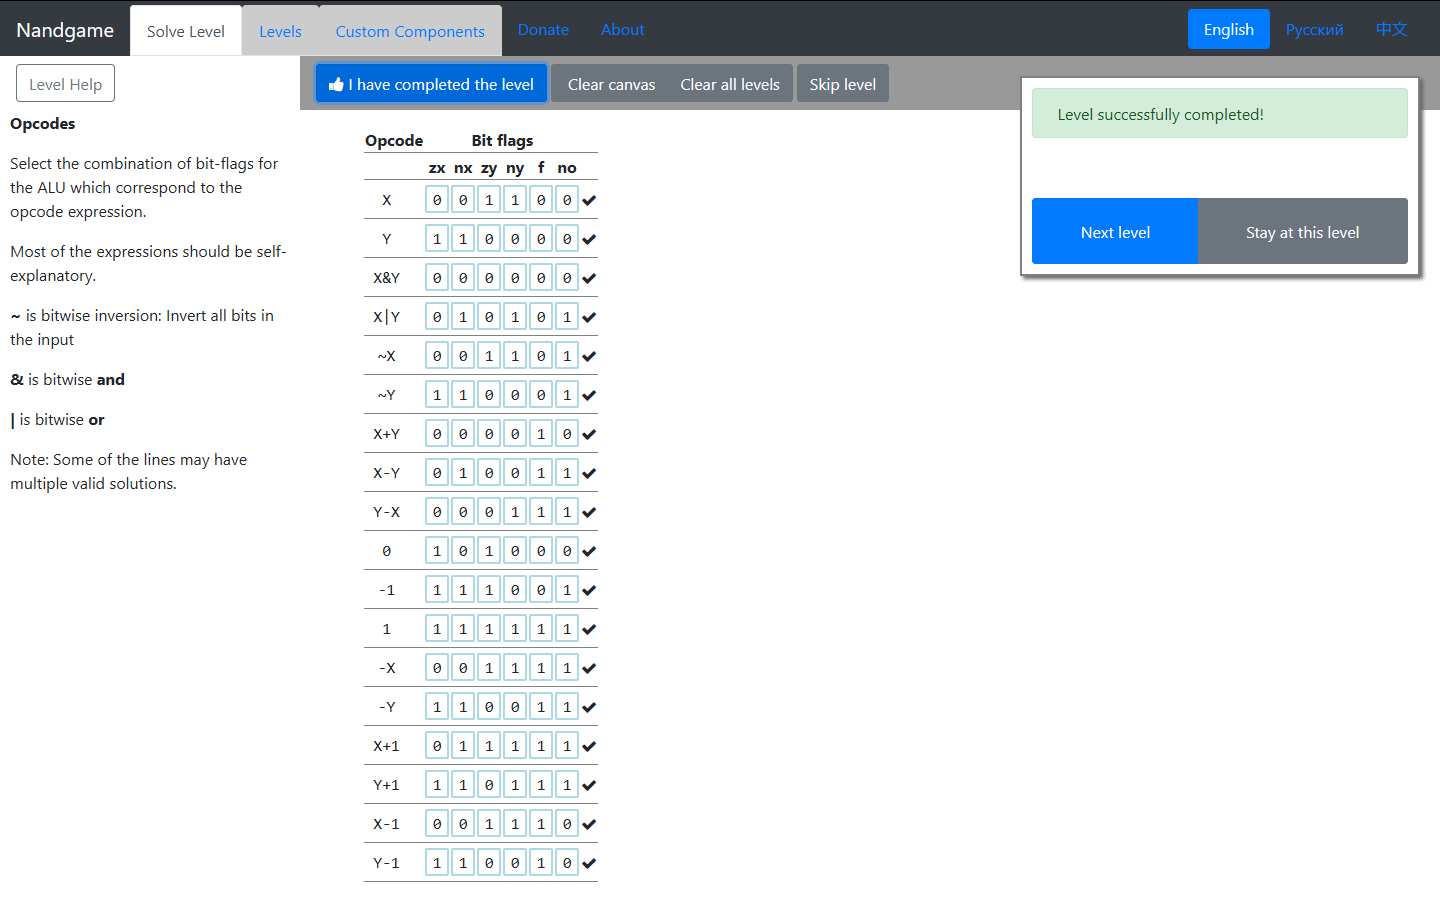 Nandgame Solve Level Levels Custom Components Donate About English Русский 中文
Level Help
I have completed the level Clear canvas Clear all levels Skip level
Level successfully completed!
Next level Stay at this level
Opcodes
Select the combination of bit-flags for
the ALU which correspond to the
opcode expression.
Most of the expressions should be self-
explanatory.
~ is bitwise inversion: Invert all bits in
the input
& is bitwise and
| is bitwise or
Note: Some of the lines may have
multiple valid solutions.
Opcode Bit flags
zx nx zy ny f no
X 0 0 1 1 0 0 ✔
Y 1 1 0 0 0 0 ✔
X&Y 0 0 0 0 0 0 ✔
X|Y 0 1 0 1 0 1 ✔
~X 0 0 1 1 0 1 ✔
~Y 1 1 0 0 0 1 ✔
X+Y 0 0 0 0 1 0 ✔
X-Y 0 1 0 0 1 1 ✔
Y-X 0 0 0 1 1 1 ✔
0 1 0 1 0 0 0 ✔
-1 1 1 1 0 0 1 ✔
1 1 1 1 1 1 1 ✔
-X 0 0 1 1 1 1 ✔
-Y 1 1 0 0 1 1 ✔
X+1 0 1 1 1 1 1 ✔
Y+1 1 1 0 1 1 1 ✔
X-1 0 0 1 1 1 0 ✔
Y-1 1 1 0 0 1 0 ✔